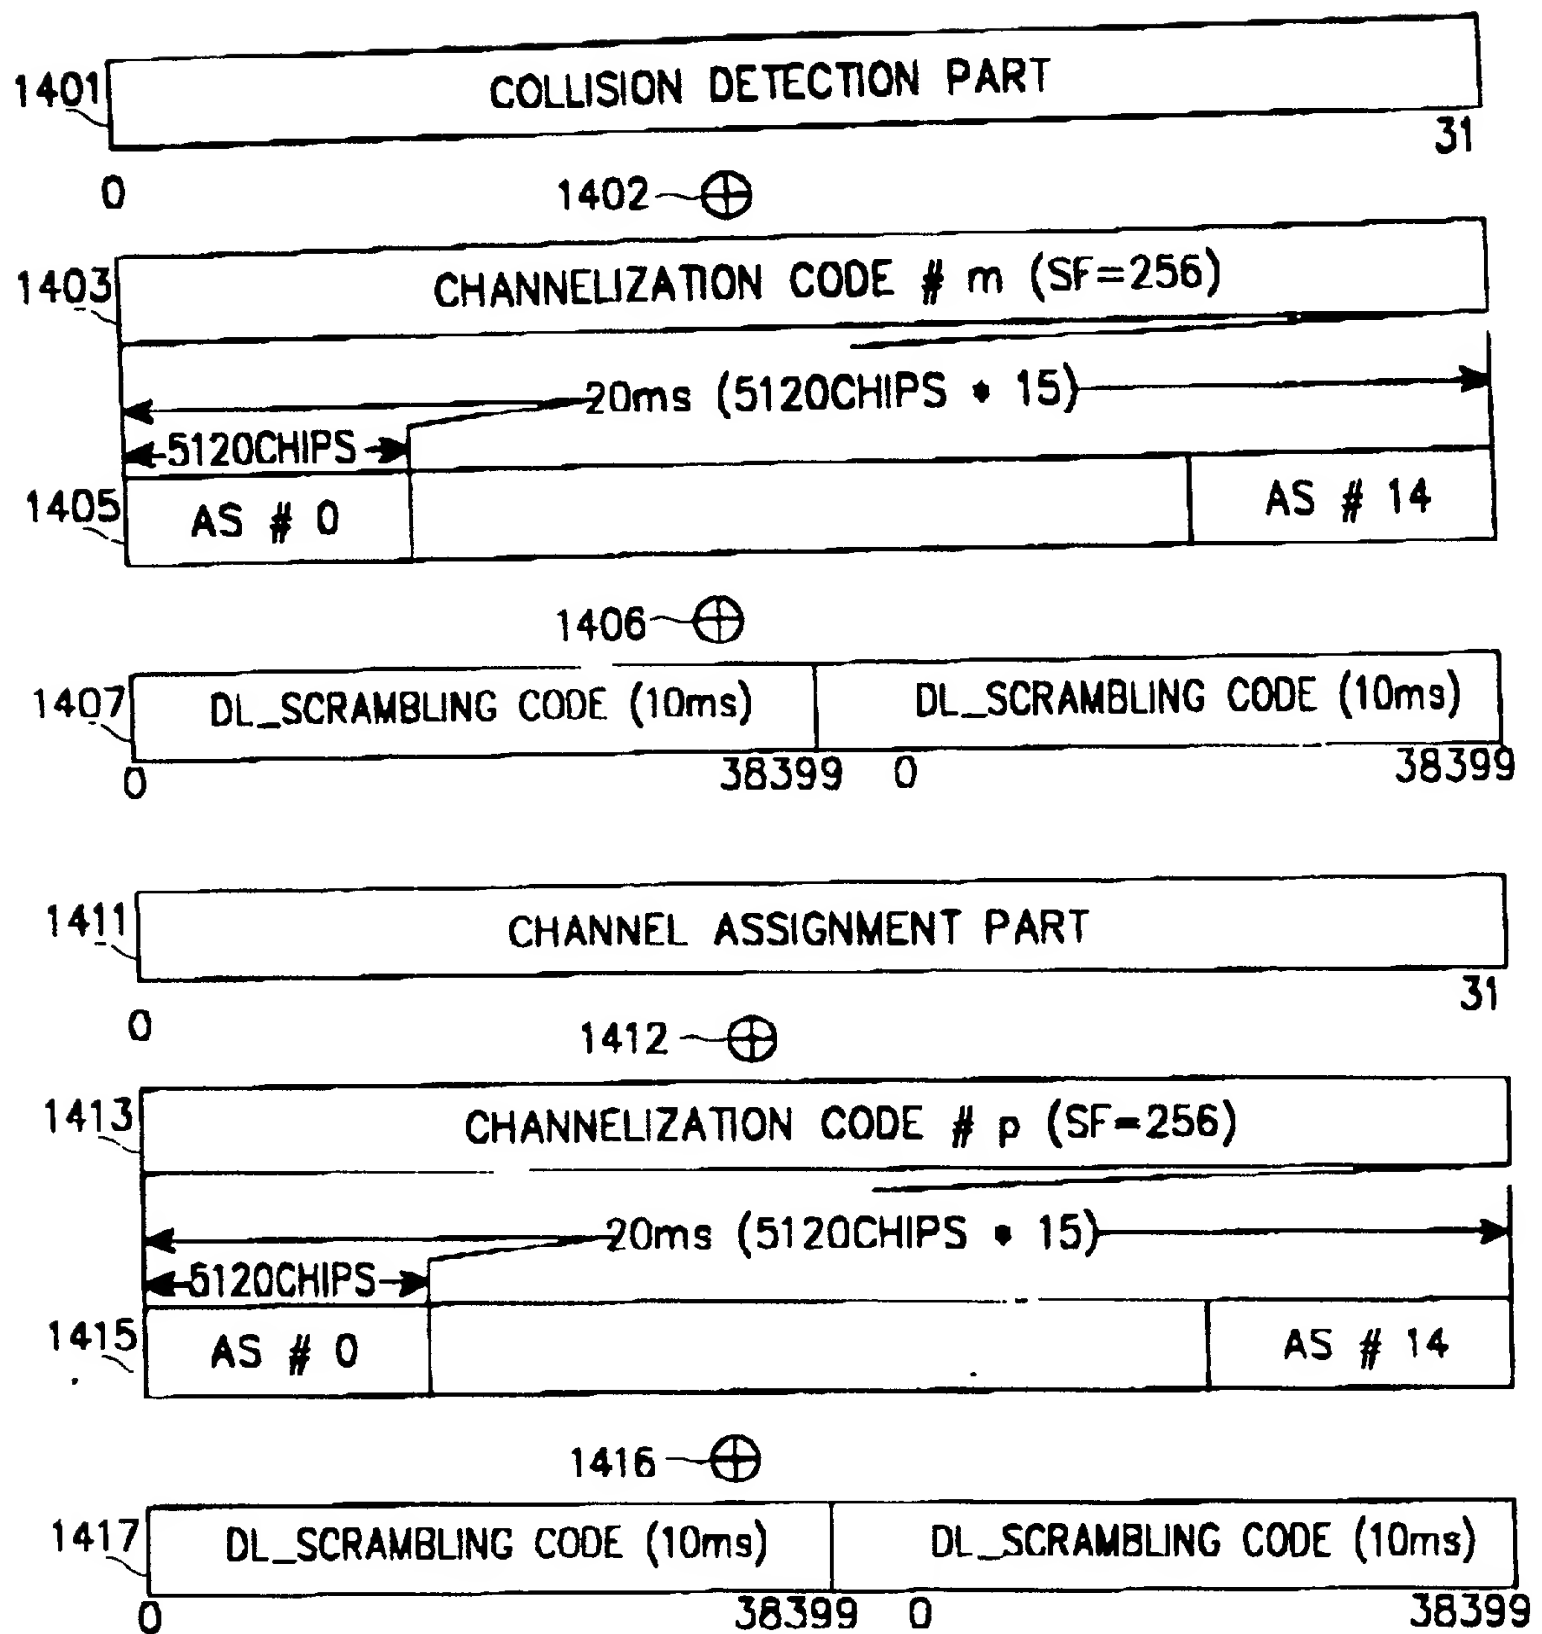 1401 COLLISION DETECTION PART
31
0 1402
1403 CHANNELIZATION CODE # m (SF=256)
20ms (5120CHIPS * 15)
5120CHIPS
1405 AS # 0 AS # 14
1406
1407 DL_SCRAMBLING CODE (10ms) DL_SCRAMBLING CODE (10ms)
0 38399 0 38399
1411 CHANNEL ASSIGNMENT PART
31
0 1412
1413 CHANNELIZATION CODE # p (SF=256)
20ms (5120CHIPS * 15)
5120CHIPS
1415 AS # 0 AS # 14
1416
1417 DL_SCRAMBLING CODE (10ms) DL_SCRAMBLING CODE (10ms)
0 38399 0 38399